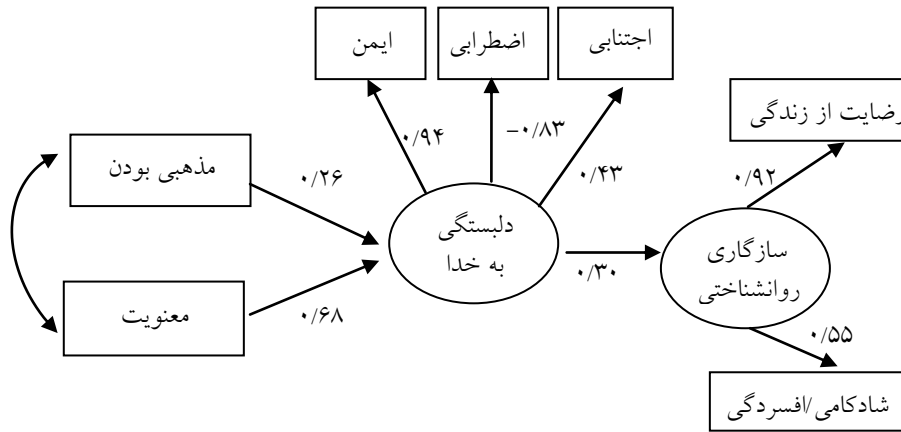 ایمن
اضطرابی
اجتنابی
رضایت از زندگی
۰/۹۴
−۰/۸۳
۰/۴۳
۰/۹۲
مذهبی بودن
۰/۲۶
دلبستگی
به خدا
۰/۳۰
سازگاری
روانشناختی
معنویت
۰/۶۸
۰/۵۵
شادکامی/افسردگی